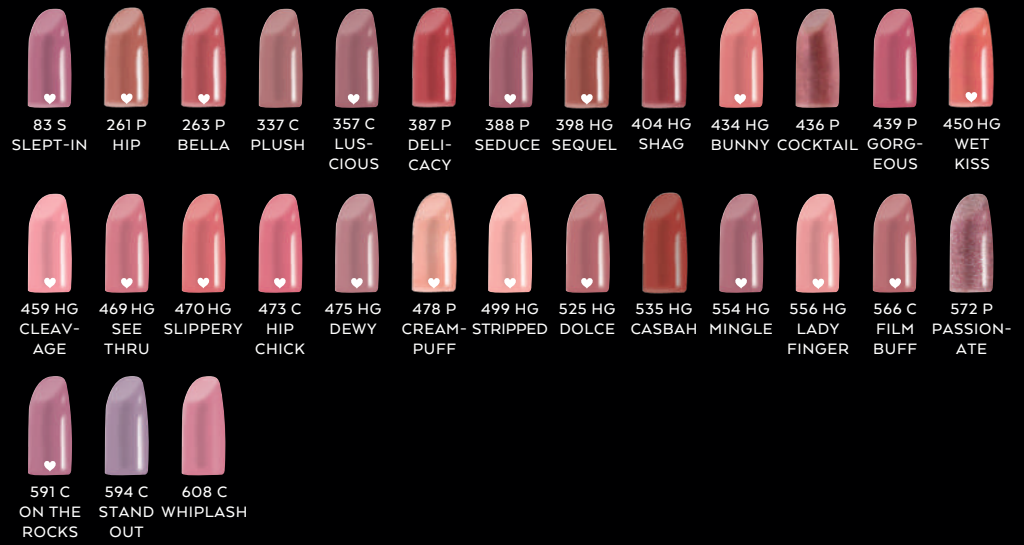 83 S
SLEPT-IN
261 P
HIP
263 P
BELLA
337 C
PLUSH
357 C
LUS-
CIOUS
387 P
DELI-
CACY
388 P
SEDUCE
398 HG
SEQUEL
404 HG
SHAG
434 HG
BUNNY
436 P
COCKTAIL
439 P
GORG-
EOUS
450 HG
WET
KISS
459 HG
CLEAV-
AGE
469 HG
SEE
THRU
470 HG
SLIPPERY
473 C
HIP
CHICK
475 HG
DEWY
478 P
CREAM-
PUFF
499 HG
STRIPPED
525 HG
DOLCE
535 HG
CASBAH
554 HG
MINGLE
556 HG
LADY
FINGER
566 C
FILM
BUFF
572 P
PASSION-
ATE
591 C
ON THE
ROCKS
594 C
STAND
OUT
608 C
WHIPLASH